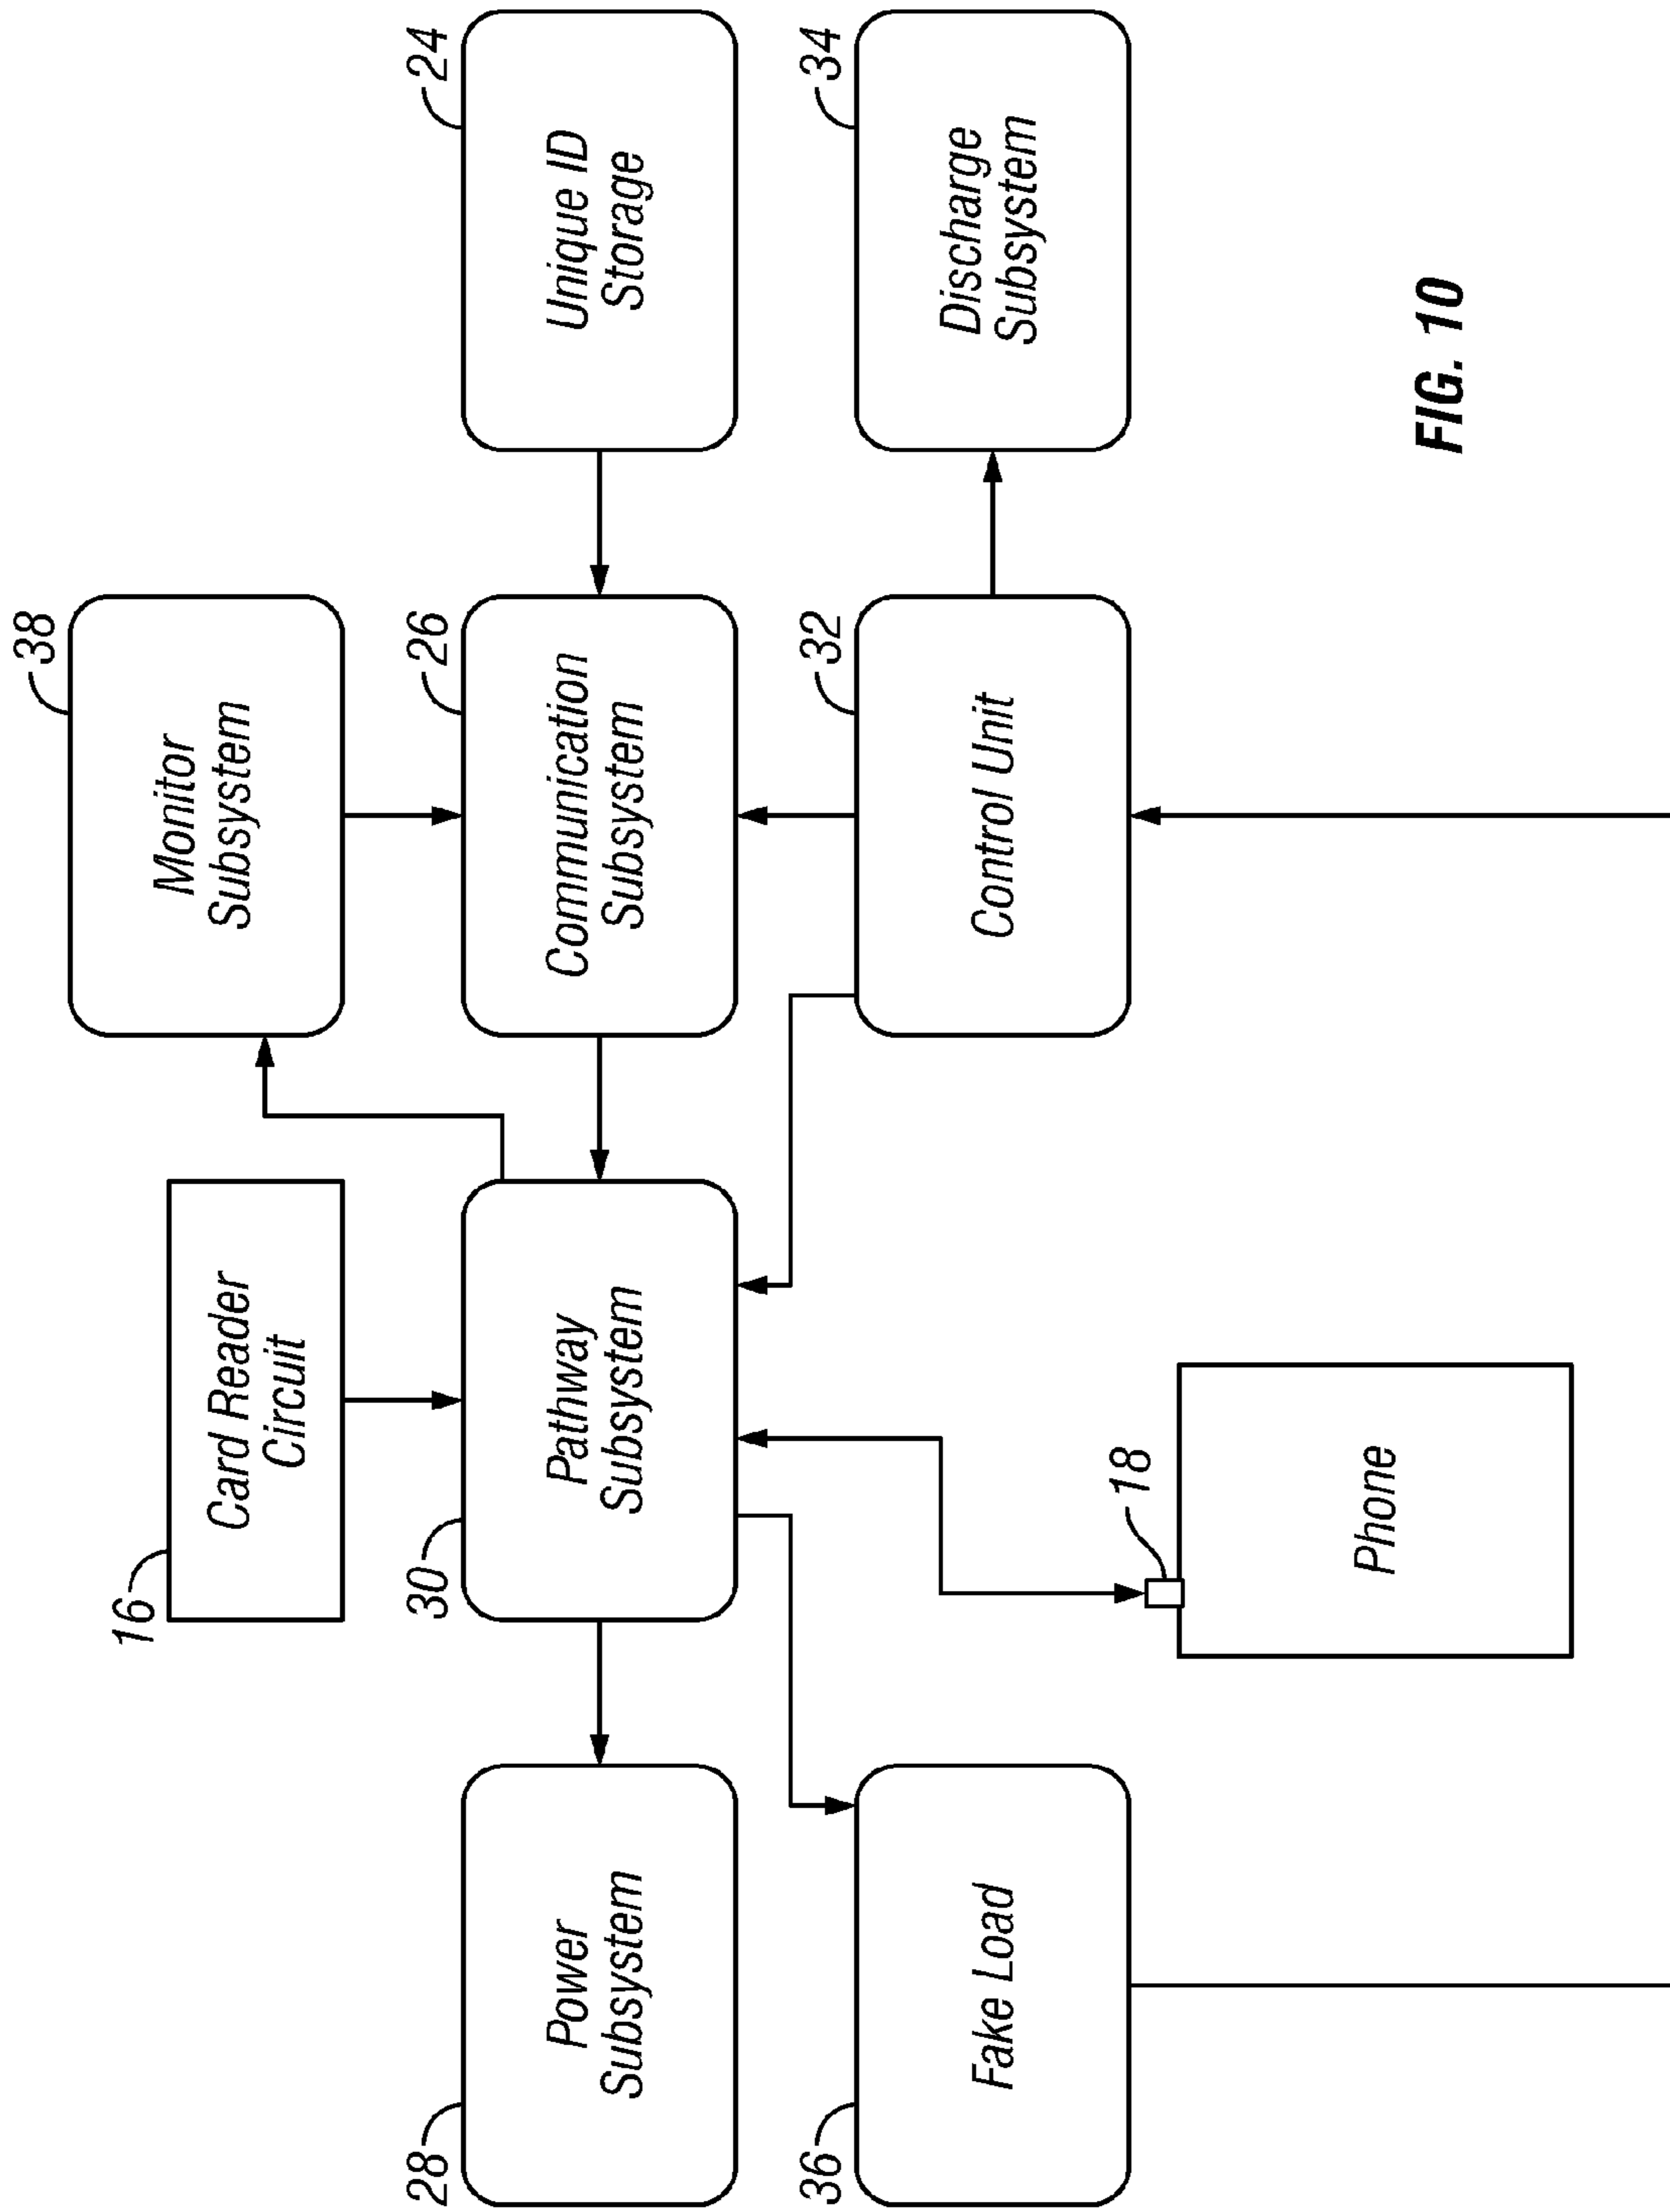 38
Monitor
Subsystem
16
Card Reader
Circuit
28
Power
Subsystem
30
Pathway
Subsystem
26
Communication
Subsystem
24
Unique ID
Storage
36
Fake Load
32
Control Unit
34
Discharge
Subsystem
18
Phone
FIG. 10